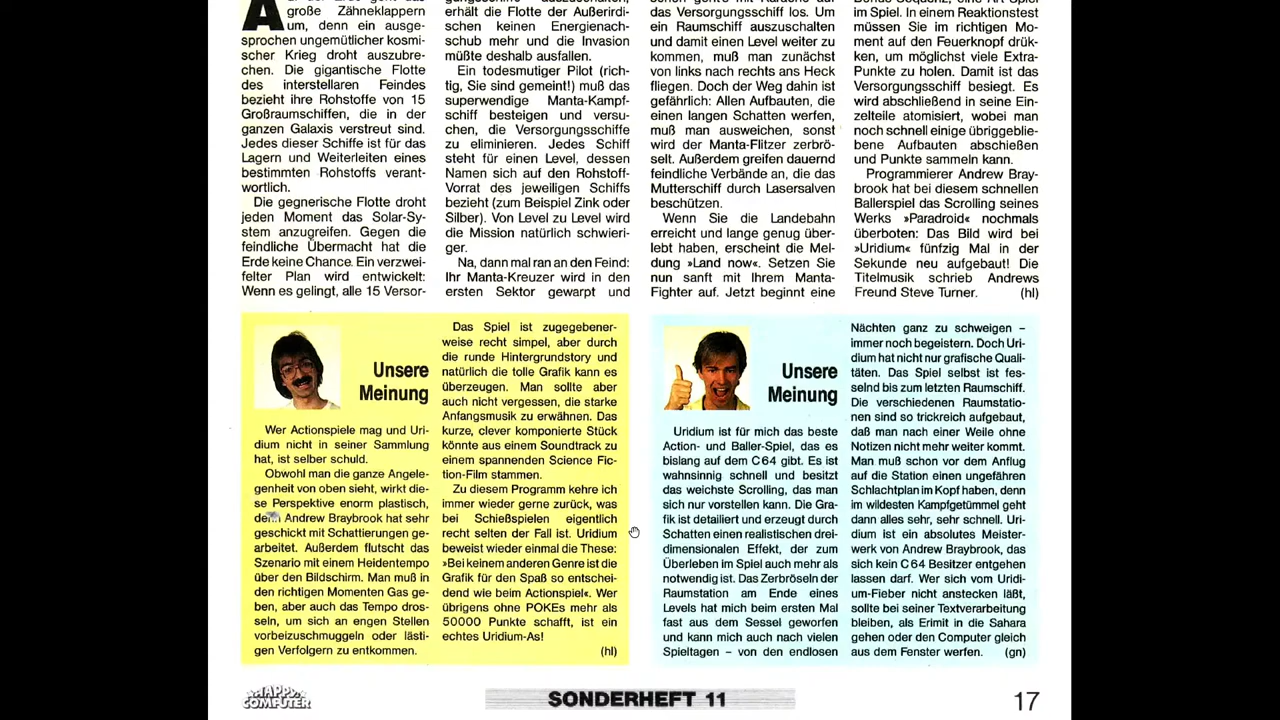 A
große Zähneklappern
um, denn ein ausge-
sprochen ungemütlicher kosmi-
scher Krieg droht auszubre-
chen. Die gigantische Flotte
des interstellaren Feindes
bezieht ihre Rohstoffe von 15
Großraumschiffen, die in der
ganzen Galaxis verstreut sind.
Jedes dieser Schiffe ist für das
Lagern und Weiterleiten eines
bestimmten Rohstoffs verant-
wortlich.
Die gegnerische Flotte droht
jeden Moment das Solar-Sy-
stem anzugreifen. Gegen die
feindliche Übermacht hat die
Erde keine Chance. Ein verzwei-
felter Plan wird entwickelt:
Wenn es gelingt, alle 15 Versor-
erhält die Flotte der Außerirdi-
schen keinen Energienach-
schub mehr und die Invasion
müßte deshalb ausfallen.
Ein todesmutiger Pilot (rich-
tig, Sie sind gemeint!) muß das
superwendige Manta-Kampf-
schiff besteigen und versu-
chen, die Versorgungsschiffe
zu eliminieren. Jedes Schiff
steht für einen Level, dessen
Namen sich auf den Rohstoff-
Vorrat des jeweiligen Schiffs
bezieht (zum Beispiel Zink oder
Silber). Von Level zu Level wird
die Mission natürlich schwieri-
ger.
Na, dann mal ran an den Feind:
Ihr Manta-Kreuzer wird in den
ersten Sektor gewarpt und
das Versorgungsschiff los. Um
ein Raumschiff auszuschalten
und damit einen Level weiter zu
kommen, muß man zunächst
von links nach rechts ans Heck
fliegen. Doch der Weg dahin ist
gefährlich: Allen Aufbauten, die
einen langen Schatten werfen,
muß man ausweichen, sonst
wird der Manta-Flitzer zerbrö-
selt. Außerdem greifen dauernd
feindliche Verbände an, die das
Mutterschiff durch Lasersalven
beschützen.
Wenn Sie die Landebahn
erreicht und lange genug über-
lebt haben, erscheint die Mel-
dung »Land now«. Setzen Sie
nun sanft mit Ihrem Manta-
Fighter auf. Jetzt beginnt eine
im Spiel. In einem Reaktionstest
müssen Sie im richtigen Mo-
ment auf den Feuerknopf drük-
ken, um möglichst viele Extra-
Punkte zu holen. Damit ist das
Versorgungsschiff besiegt. Es
wird abschließend in seine Ein-
zelteile atomisiert, wobei man
noch schnell einige übriggeblie-
bene Aufbauten abschießen
und Punkte sammeln kann.
Programmierer Andrew Bray-
brook hat bei diesem schnellen
Ballerspiel das Scrolling seines
Werks »Paradroid« nochmals
überboten: Das Bild wird bei
»Uridium« fünfzig Mal in der
Sekunde neu aufgebaut! Die
Titelmusik schrieb Andrews
Freund Steve Turner. (hl)
Unsere
Meinung
Wer Actionspiele mag und Uri-
dium nicht in seiner Sammlung
hat, ist selber schuld.
Obwohl man die ganze Angele-
genheit von oben sieht, wirkt die-
se Perspektive enorm plastisch,
denn Andrew Braybrook hat sehr
geschickt mit Schattierungen ge-
arbeitet. Außerdem flutscht das
Szenario mit einem Heidentempo
über den Bildschirm. Man muß in
den richtigen Momenten Gas ge-
ben, aber auch das Tempo dros-
seln, um sich an engen Stellen
vorbeizuschmuggeln oder lästi-
gen Verfolgern zu entkommen.
Das Spiel ist zugegebener-
weise recht simpel, aber durch
die runde Hintergrundstory und
natürlich die tolle Grafik kann es
überzeugen. Man sollte aber
auch nicht vergessen, die starke
Anfangsmusik zu erwähnen. Das
kurze, clever komponierte Stück
könnte aus einem Soundtrack zu
einem spannenden Science Fic-
tion-Film stammen.
Zu diesem Programm kehre ich
immer wieder gerne zurück, was
bei Schießspielen eigentlich
recht selten der Fall ist. Uridium
beweist wieder einmal die These:
»Bei keinem anderen Genre ist die
Grafik für den Spaß so entschei-
dend wie beim Actionspiel«. Wer
übrigens ohne POKEs mehr als
50000 Punkte schafft, ist ein
echtes Uridium-As!
(hl)
Unsere
Meinung
Uridium ist für mich das beste
Action- und Baller-Spiel, das es
bislang auf dem C64 gibt. Es ist
wahnsinnig schnell und besitzt
das weichste Scrolling, das man
sich nur vorstellen kann. Die Gra-
fik ist detailiert und erzeugt durch
Schatten einen realistischen drei-
dimensionalen Effekt, der zum
Überleben im Spiel auch mehr als
notwendig ist. Das Zerbröseln der
Raumstation am Ende eines
Levels hat mich beim ersten Mal
fast aus dem Sessel geworfen
und kann mich auch nach vielen
Spieltagen – von den endlosen
Nächten ganz zu schweigen –
immer noch begeistern. Doch Uri-
dium hat nicht nur grafische Quali-
täten. Das Spiel selbst ist fes-
selnd bis zum letzten Raumschiff.
Die verschiedenen Raumstatio-
nen sind so trickreich aufgebaut,
daß man nach einer Weile ohne
Notizen nicht mehr weiter kommt.
Man muß schon vor dem Anflug
auf die Station einen ungefähren
Schlachtplan im Kopf haben, denn
im wildesten Kampfgetümmel geht
dann alles sehr, sehr schnell. Uri-
dium ist ein absolutes Meister-
werk von Andrew Braybrook, das
sich kein C64 Besitzer entgehen
lassen darf. Wer sich vom Uridi-
um-Fieber nicht anstecken läßt,
sollte bei seiner Textverarbeitung
bleiben, als Erimit in die Sahara
gehen oder den Computer gleich
aus dem Fenster werfen. (gn)
HAPPY
COMPUTER
SONDERHEFT 11
17